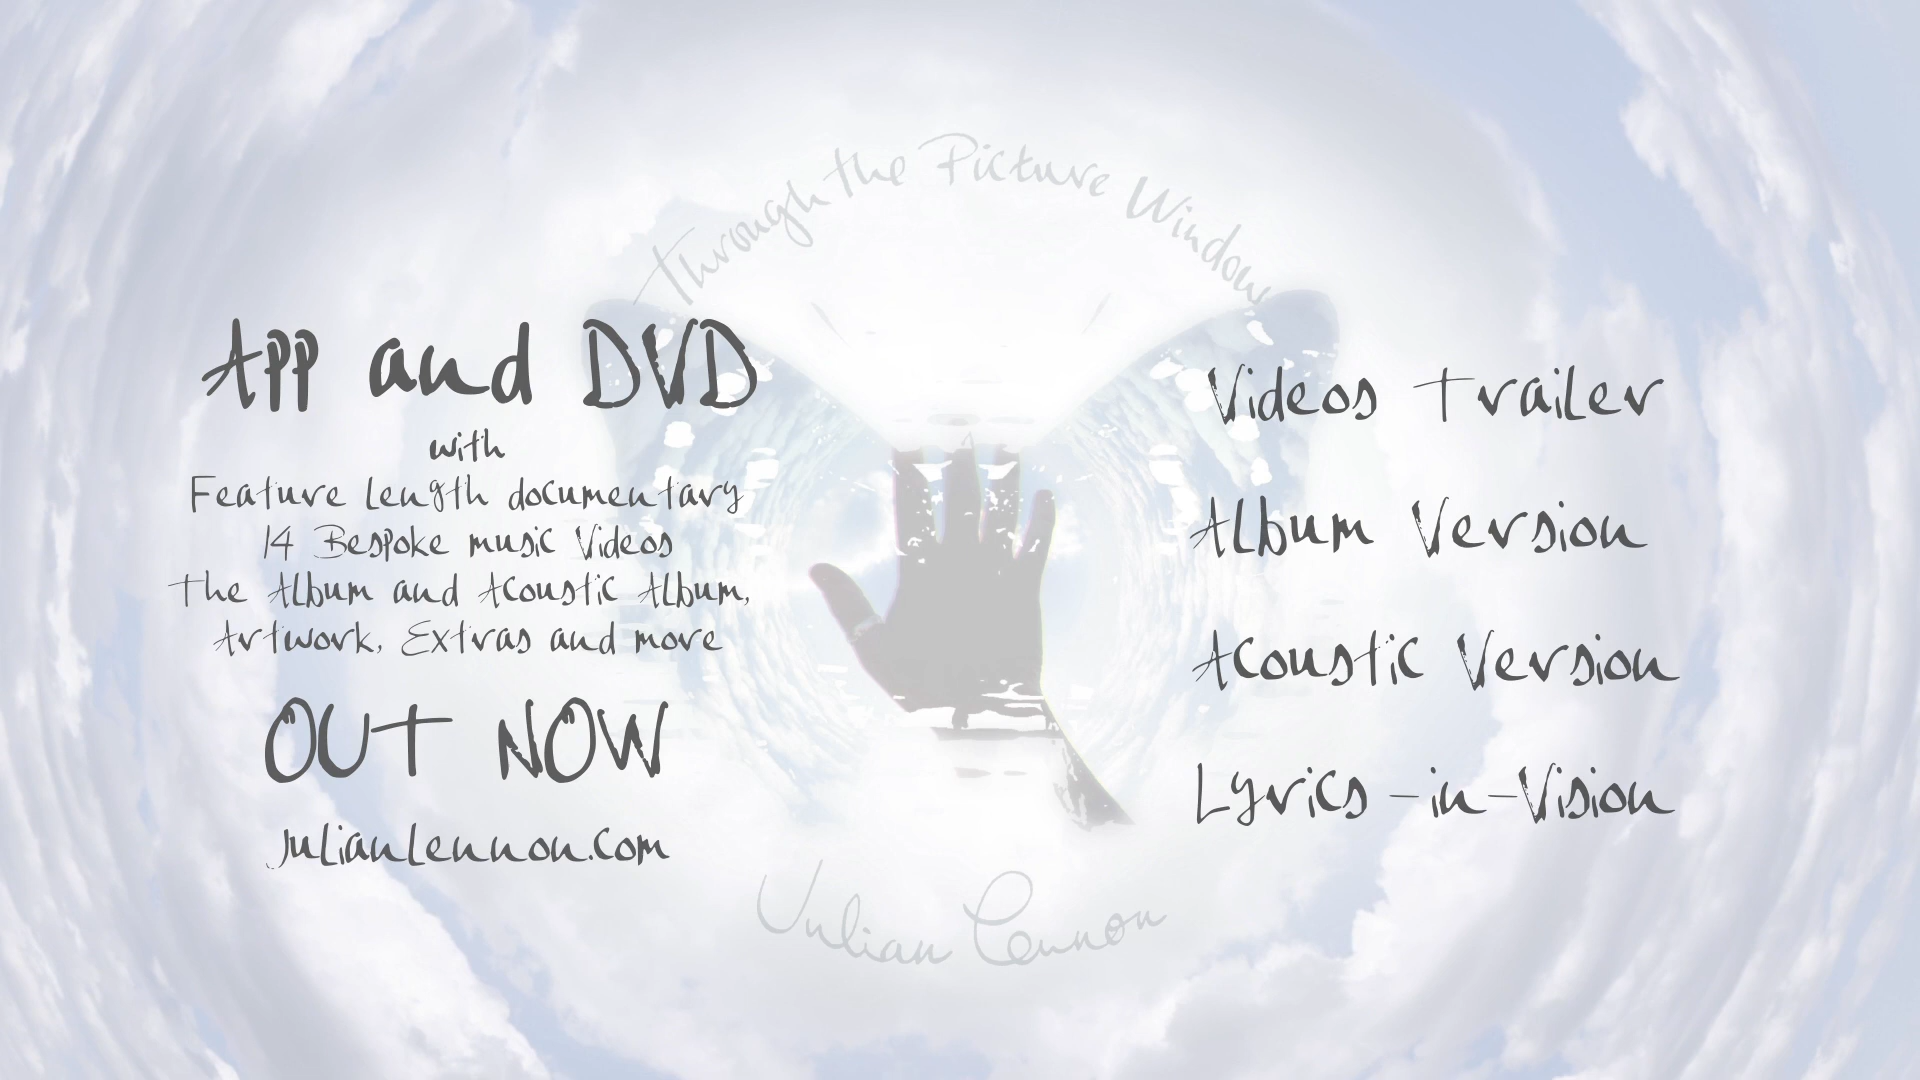 Through the Picture Window
App and DVD
with
Feature length documentary
14 Bespoke music Videos
The Album and Acoustic Album,
Artwork, Extras and more
OUT NOW
JulianLennon.com
Videos trailer
Album Version
Acoustic Version
Lyrics-in-Vision
Julian Lennon